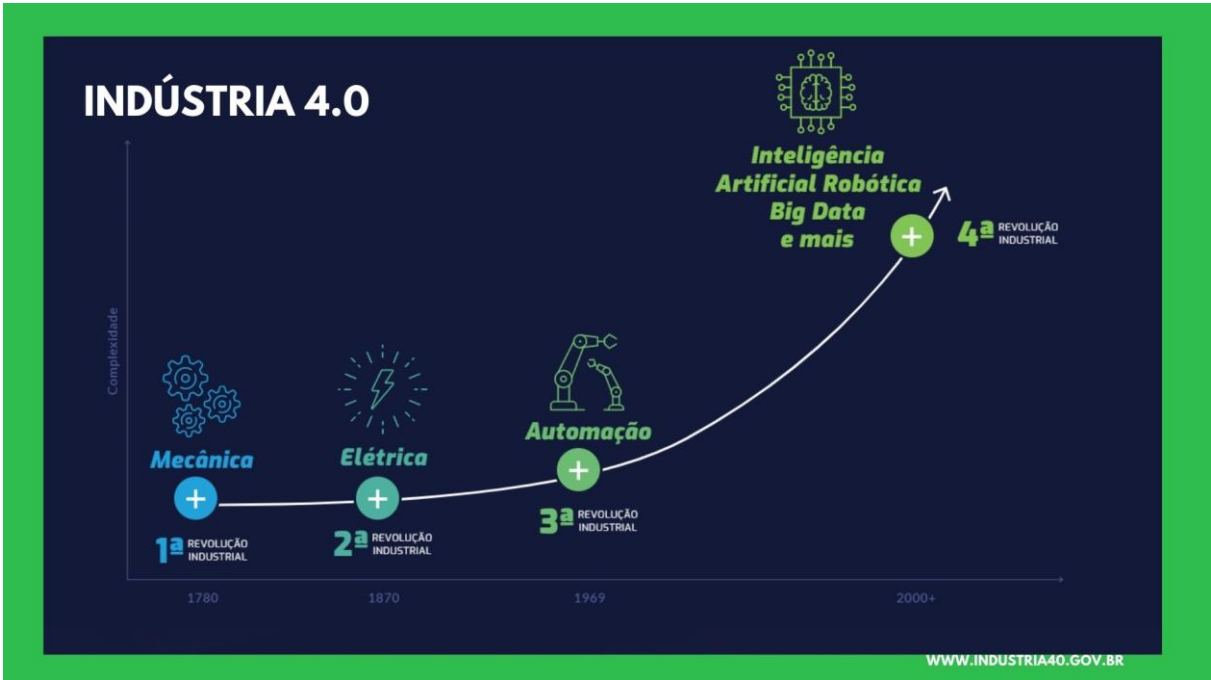 INDÚSTRIA 4.0
Inteligência
Artificial Robótica
Big Data
e mais
4ª REVOLUÇÃO
INDUSTRIAL
Complexidade
Mecânica
Elétrica
Automação
1ª REVOLUÇÃO
INDUSTRIAL
2ª REVOLUÇÃO
INDUSTRIAL
3ª REVOLUÇÃO
INDUSTRIAL
1780
1870
1969
2000+
WWW.INDUSTRIA40.GOV.BR